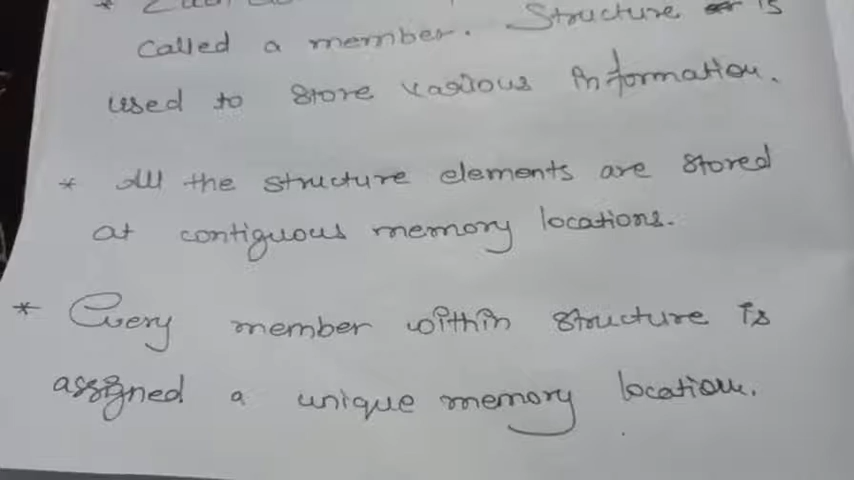 *
called a member. Structure is
used to store various information.
* All the structure elements are stored
at contiguous memory locations.
* Every member within structure is
assigned a unique memory location.